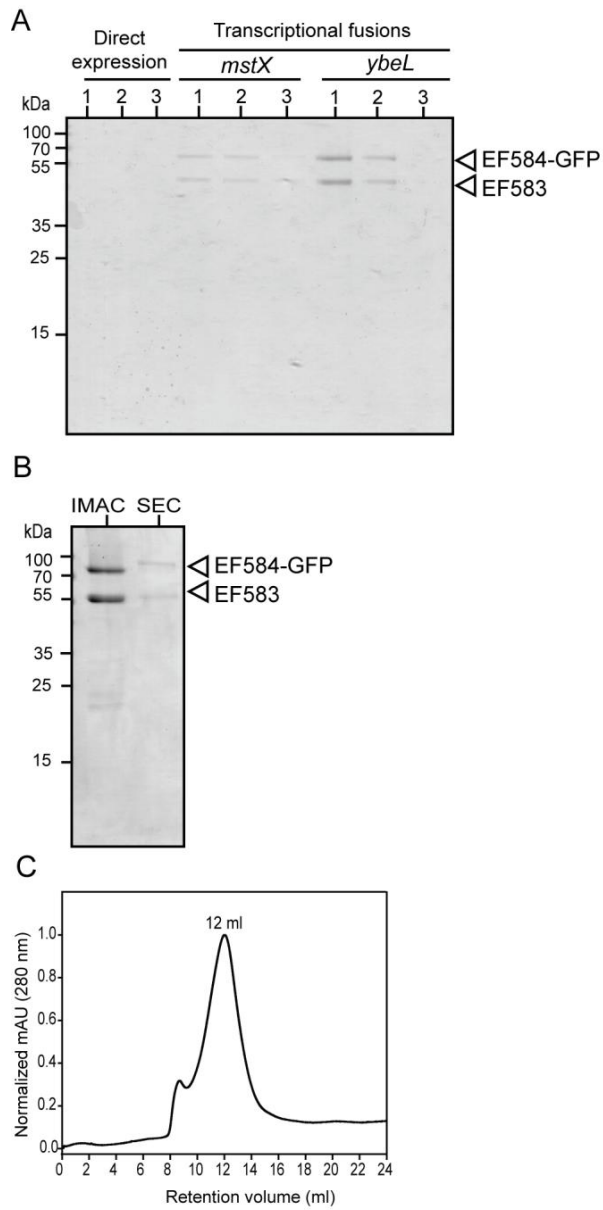 A
Direct
expression
Transcriptional fusions
mstX ybeL
1 2 3 1 2 3 1 2 3
kDa
100
70
55
35
25
15
EF584-GFP
EF583
B
IMAC SEC
kDa
100
70
55
35
25
15
EF584-GFP
EF583
C
12 ml
Normalized mAU (280 nm)
1.0
0.8
0.6
0.4
0.2
0.0
0 2 4 6 8 10 12 14 16 18 20 22 24
Retention volume (ml)